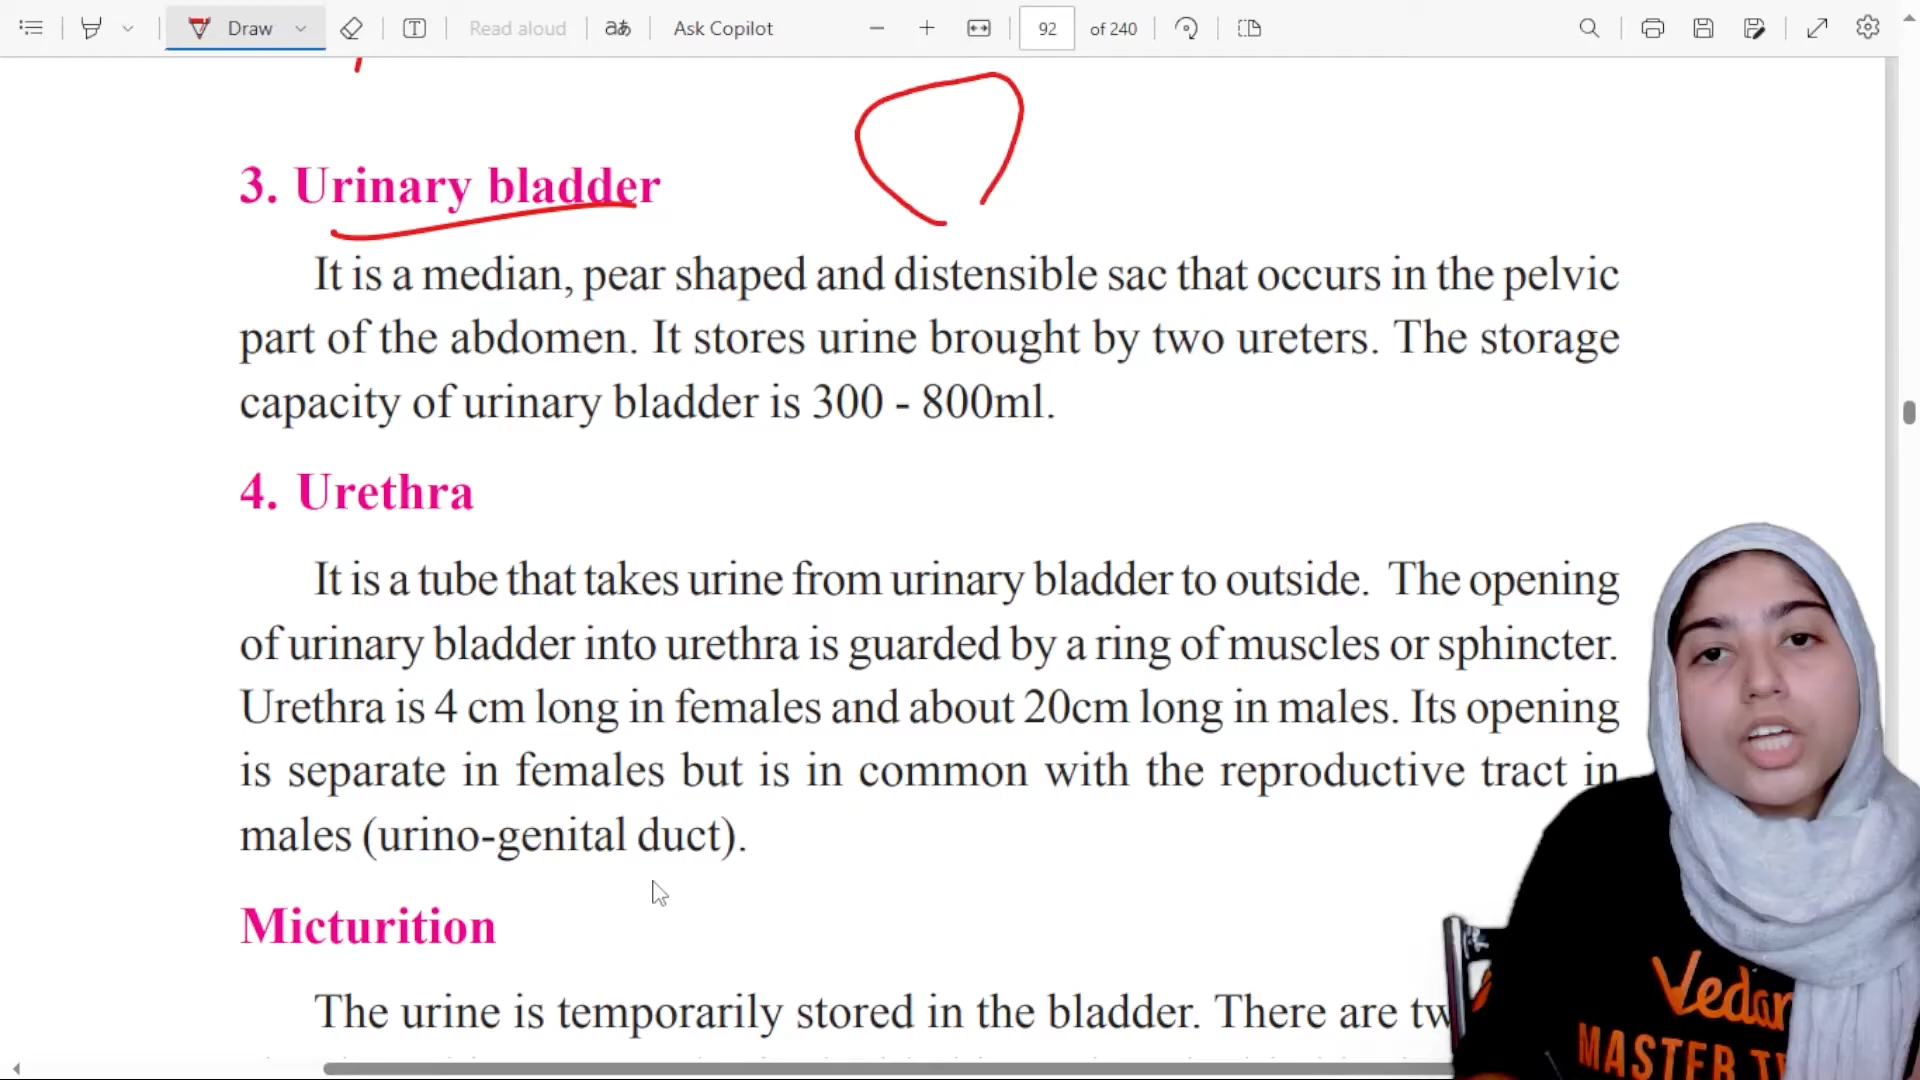 Draw
Read aloud
aあ
Ask Copilot
92
of 240
3. Urinary bladder
It is a median, pear shaped and distensible sac that occurs in the pelvic
part of the abdomen. It stores urine brought by two ureters. The storage
capacity of urinary bladder is 300 - 800ml.
4. Urethra
It is a tube that takes urine from urinary bladder to outside. The opening
of urinary bladder into urethra is guarded by a ring of muscles or sphincter.
Urethra is 4 cm long in females and about 20cm long in males. Its opening
is separate in females but is in common with the reproductive tract in
males (urino-genital duct).
Micturition
The urine is temporarily stored in the bladder. There are tw
Vedan
MASTER T